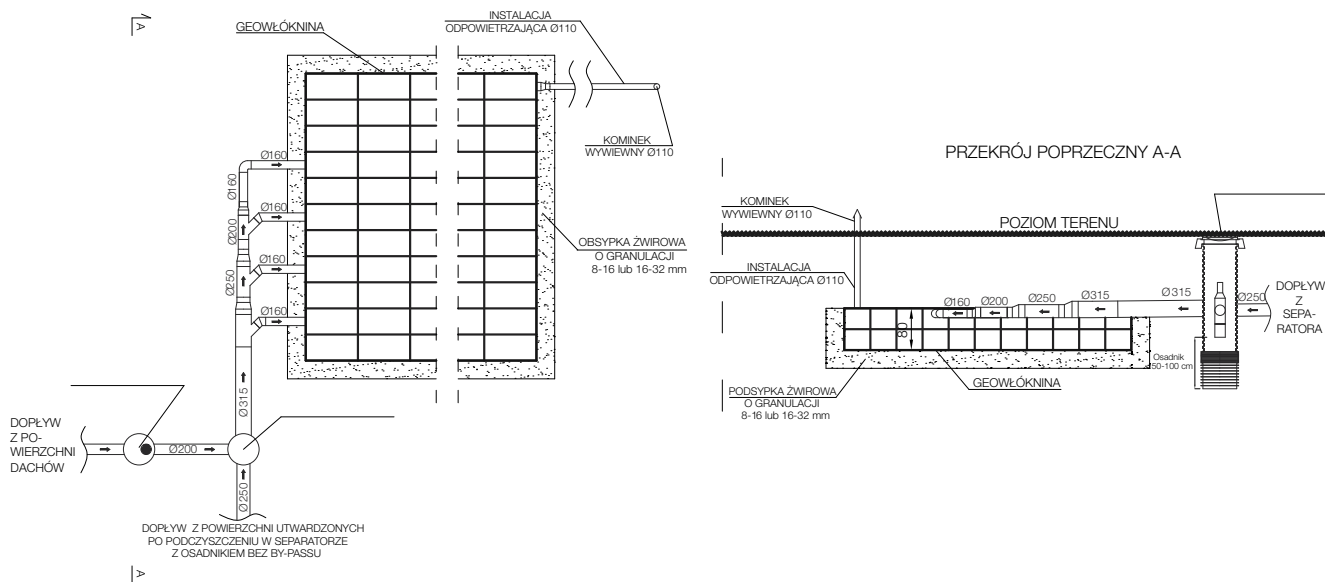 A
GEOWŁÓKNINA
INSTALACJA
ODPOWIETRZAJĄCA Ø110
KOMINEK
WYWIEWNY Ø110
Ø160
Ø160
Ø160
Ø200
Ø160
Ø250
Ø160
OBSYPKA ŻWIROWA
O GRANULACJI
8-16 lub 16-32 mm
Ø315
DOPŁYW
Z PO-
WIERZCHNI
DACHÓW
Ø200
Ø250
DOPŁYW Z POWIERZCHNI UTWARDZONYCH
PO PODCZYSZCZENIU W SEPARATORZE
Z OSADNIKIEM BEZ BY-PASSU
A
PRZEKRÓJ POPRZECZNY A-A
KOMINEK
WYWIEWNY Ø110
POZIOM TERENU
INSTALACJA
ODPOWIETRZAJĄCA Ø110
Ø160
Ø200
Ø250
Ø315
Ø315
Ø250
DOPŁYW
Z
SEPA-
RATORA
80
Osadnik
50-100 cm
GEOWŁÓKNINA
PODSYPKA ŻWIROWA
O GRANULACJI
8-16 lub 16-32 mm